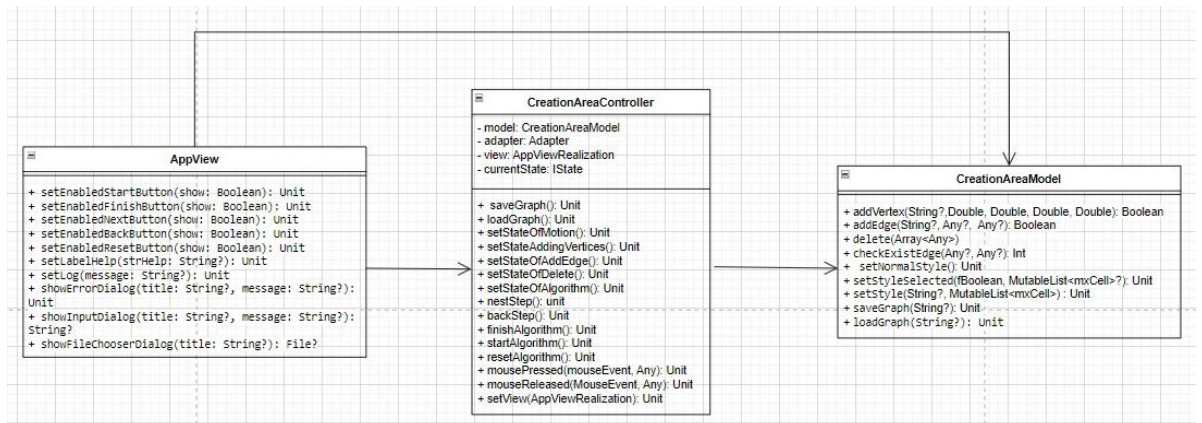 AppView
+ setEnabledStartButton(show: Boolean): Unit
+ setEnabledFinishButton(show: Boolean): Unit
+ setEnabledNextButton(show: Boolean): Unit
+ setEnabledBackButton(show: Boolean): Unit
+ setEnabledResetButton(show: Boolean): Unit
+ setLabelHelp(strHelp: String?): Unit
+ setLog(message: String?): Unit
+ showErrorDialog(title: String?, message: String?):
Unit
+ showInputDialog(title: String?, message: String?):
String?
+ showFileChooserDialog(title: String?): File?
CreationAreaController
- model: CreationAreaModel
- adapter: Adapter
- view: AppViewRealization
- currentState: IState
+ saveGraph(): Unit
+ loadGraph(): Unit
+ setStateOfMotion(): Unit
+ setStateAddingVertices(): Unit
+ setStateOfAddEdge(): Unit
+ setStateOfDelete(): Unit
+ setStateOfAlgorithm(): Unit
+ nestStep(): unit
+ backStep(): Unit
+ finishAlgorithm(): Unit
+ startAlgorithm(): Unit
+ resetAlgorithm(): Unit
+ mousePressed(mouseEvent, Any): Unit
+ mouseReleased(MouseEvent, Any): Unit
+ setView(AppViewRealization): Unit
CreationAreaModel
+ addVertex(String?,Double, Double, Double, Double): Boolean
+ addEdge(String?, Any?, Any?): Boolean
+ delete(Array<Any>)
+ checkExistEdge(Any?, Any?): Int
+ setNormalStyle(): Unit
+ setStyleSelected(fBoolean, MutableList<mxCell>?): Unit
+ setStyle(String?, MutableList<mxCell>) : Unit
+ saveGraph(String?): Unit
+ loadGraph(String?): Unit